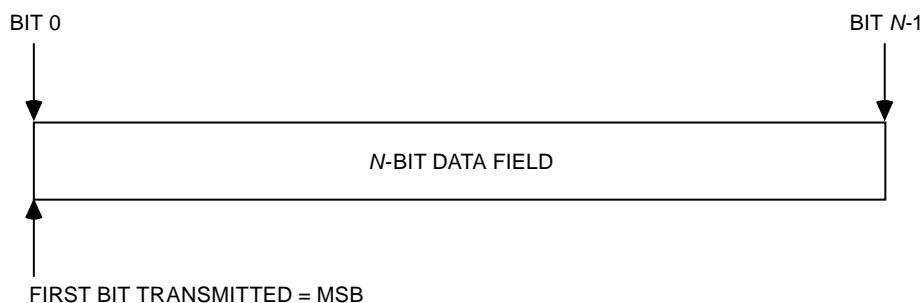 BIT 0
BIT N-1
N-BIT DATA FIELD
FIRST BIT TRANSMITTED = MSB